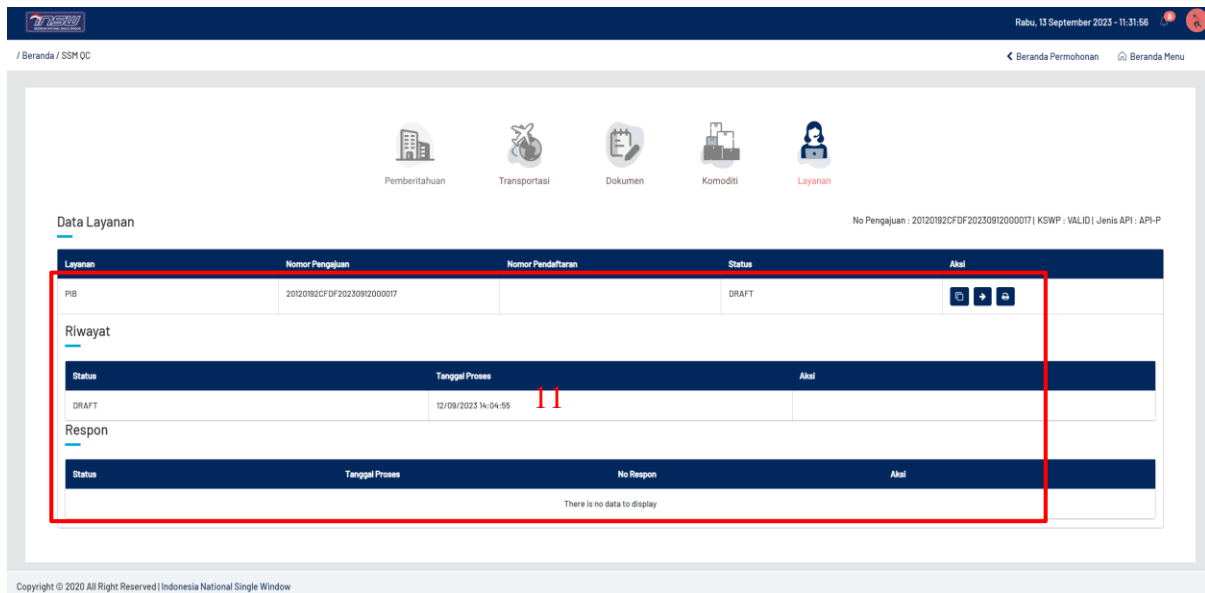 INSW
Rabu, 13 September 2023 - 11:31:56 0
/ Beranda / SSM QC
Beranda Permohonan Beranda Menu
Pemberitahuan Transportasi Dokumen Komoditi Layanan
Data Layanan
No Pengajuan : 20120192CFDF20230912000017 | KSWP : VALID | Jenis API : API-P
Layanan Nomor Pengajuan Nomor Pendaftaran Status Aksi
PIB 20120192CFDF20230912000017 DRAFT
Riwayat
Status Tanggal Proses Aksi
DRAFT 12/09/2023 14:04:55 11
Respon
Status Tanggal Proses No Respon Aksi
There is no data to display
Copyright © 2020 All Right Reserved | Indonesia National Single Window